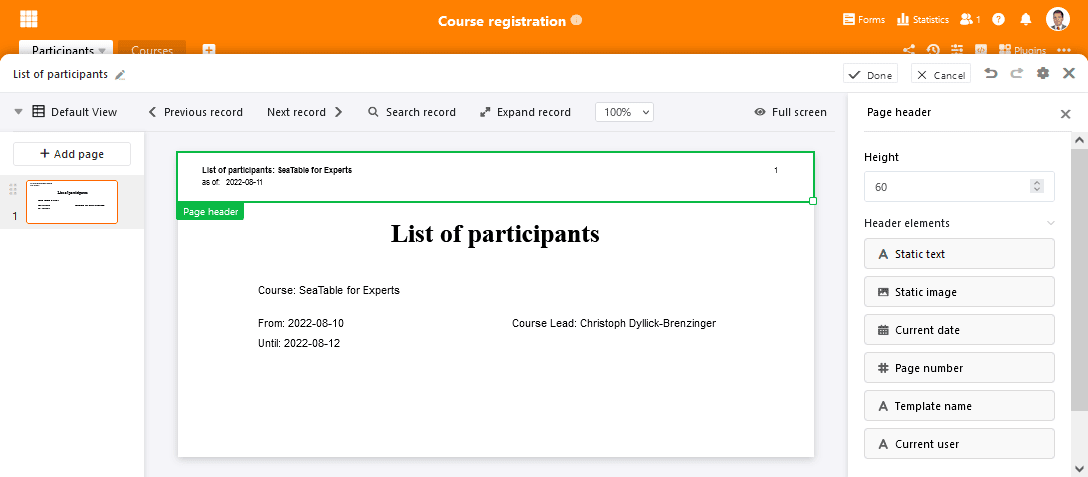 Course registration
Forms
Statistics
1
Participants
Courses
Plugins
List of participants
Done
Cancel
Default View
Previous record
Next record
Search record
Expand record
100%
Full screen
Page header
Add page
1
List of participants
List of participants: SeaTable for Experts
1
as of: 2022-08-11
Page header
List of participants
Course: SeaTable for Experts
From: 2022-08-10
Course Lead: Christoph Dyllick-Brenzinger
Until: 2022-08-12
Height
60
Header elements
Static text
Static image
Current date
Page number
Template name
Current user